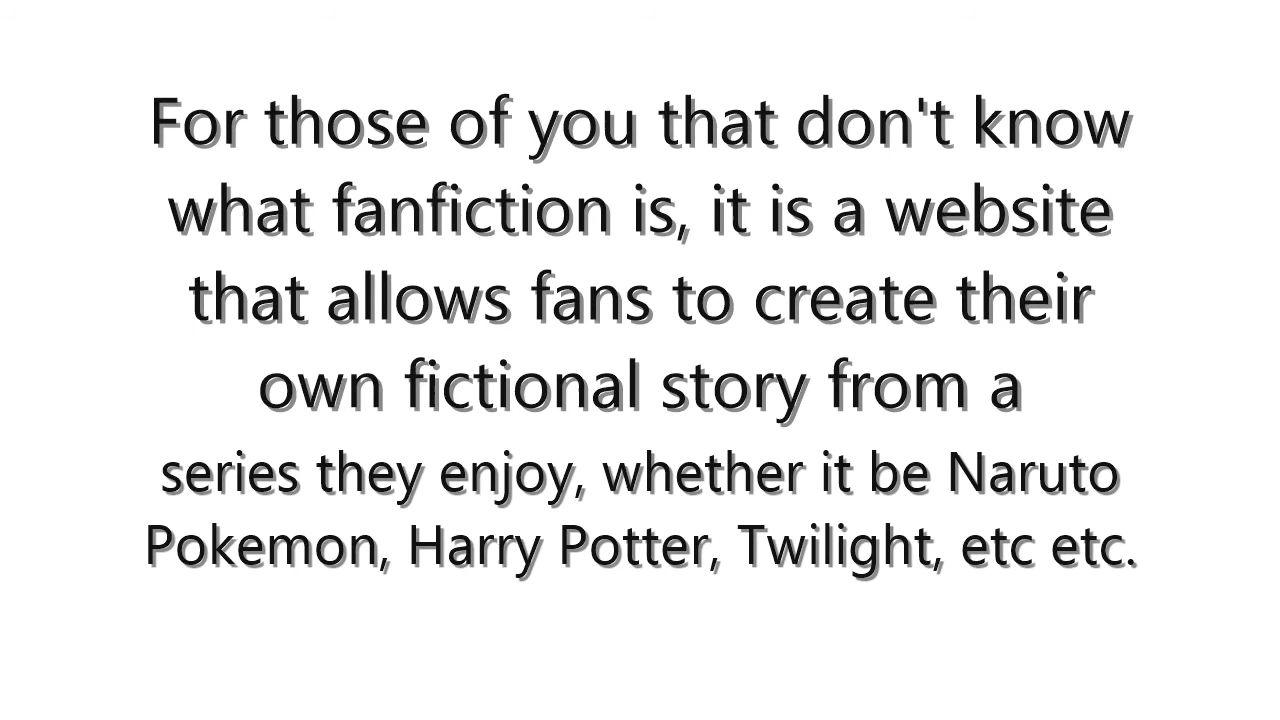 For those of you that don't know
what fanfiction is, it is a website
that allows fans to create their
own fictional story from a
series they enjoy, whether it be Naruto
Pokemon, Harry Potter, Twilight, etc etc.